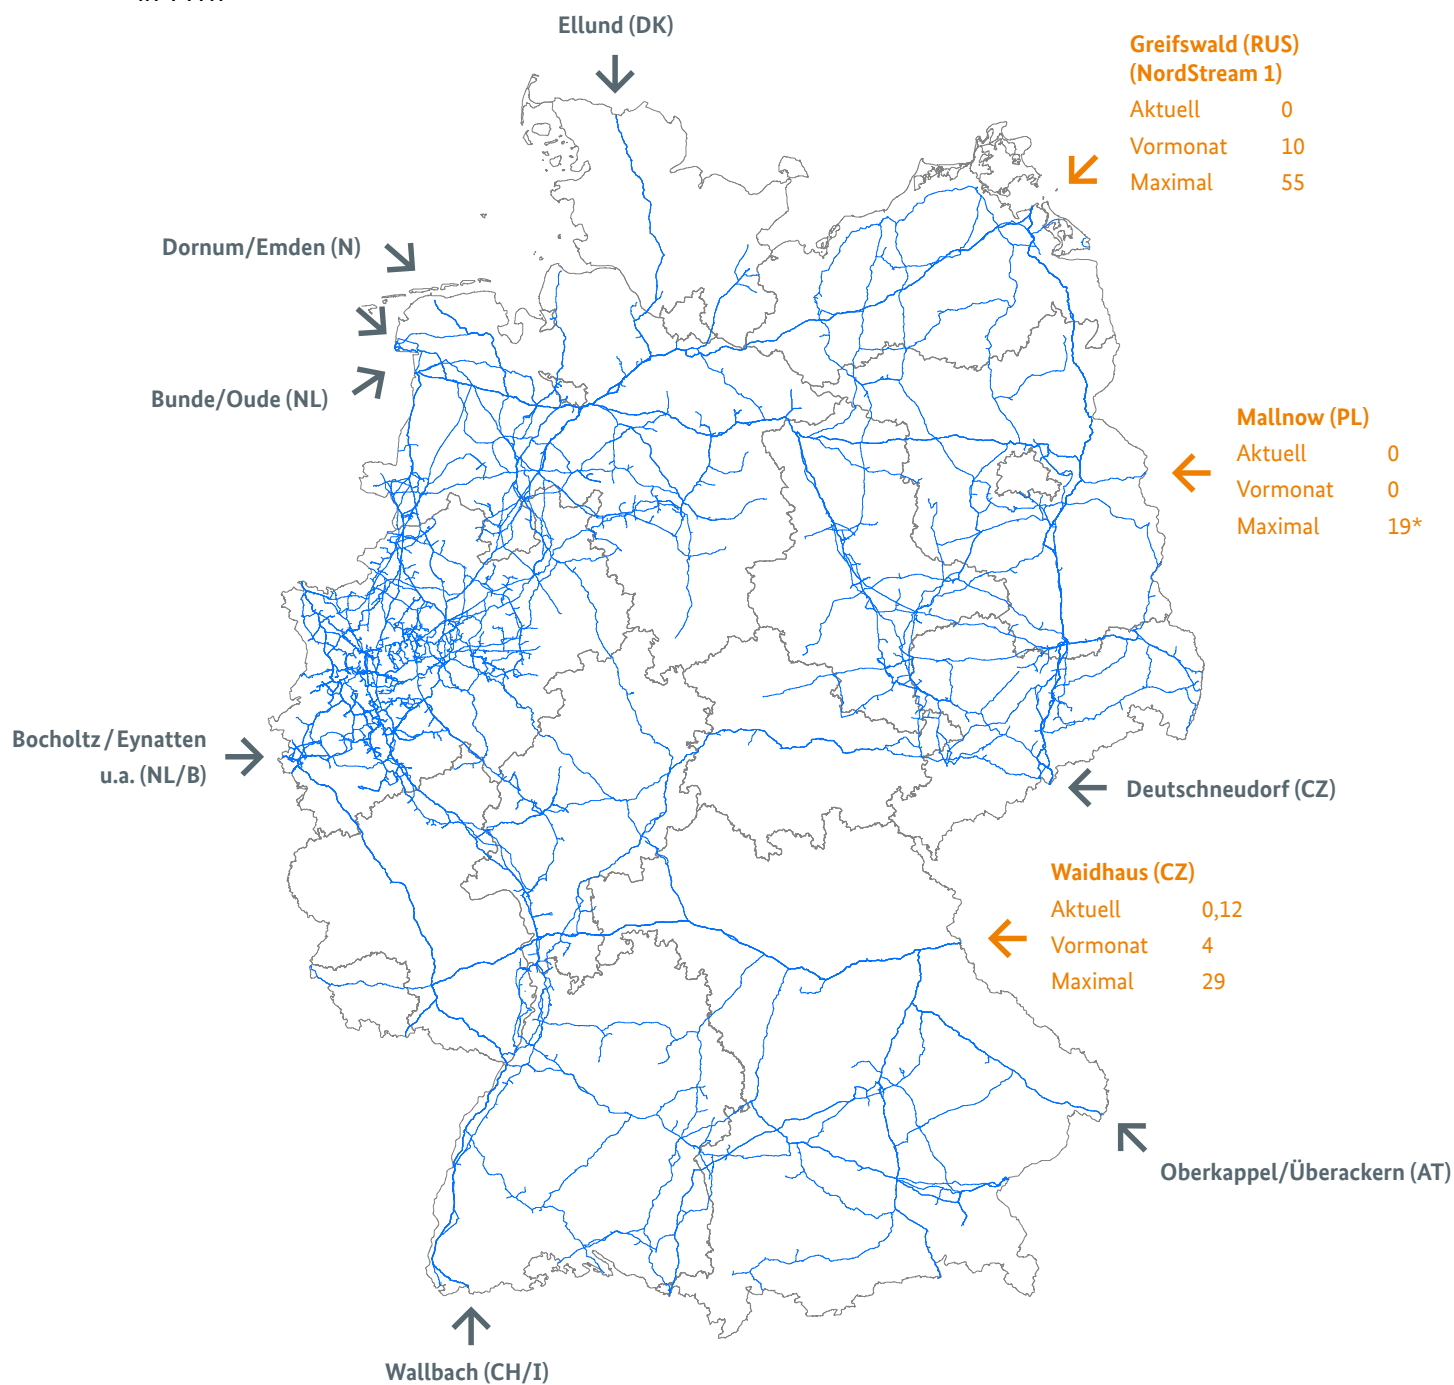 Ellund (DK)
Greifswald (RUS)
(NordStream 1)
Aktuell 0
Vormonat 10
Maximal 55
Dornum/Emden (N)
Bunde/Oude (NL)
Mallnow (PL)
Aktuell 0
Vormonat 0
Maximal 19*
Bocholtz / Eynatten
u.a. (NL/B)
Deutschneudorf (CZ)
Waidhaus (CZ)
Aktuell 0,12
Vormonat 4
Maximal 29
Oberkappel/Überackern (AT)
Wallbach (CH/I)